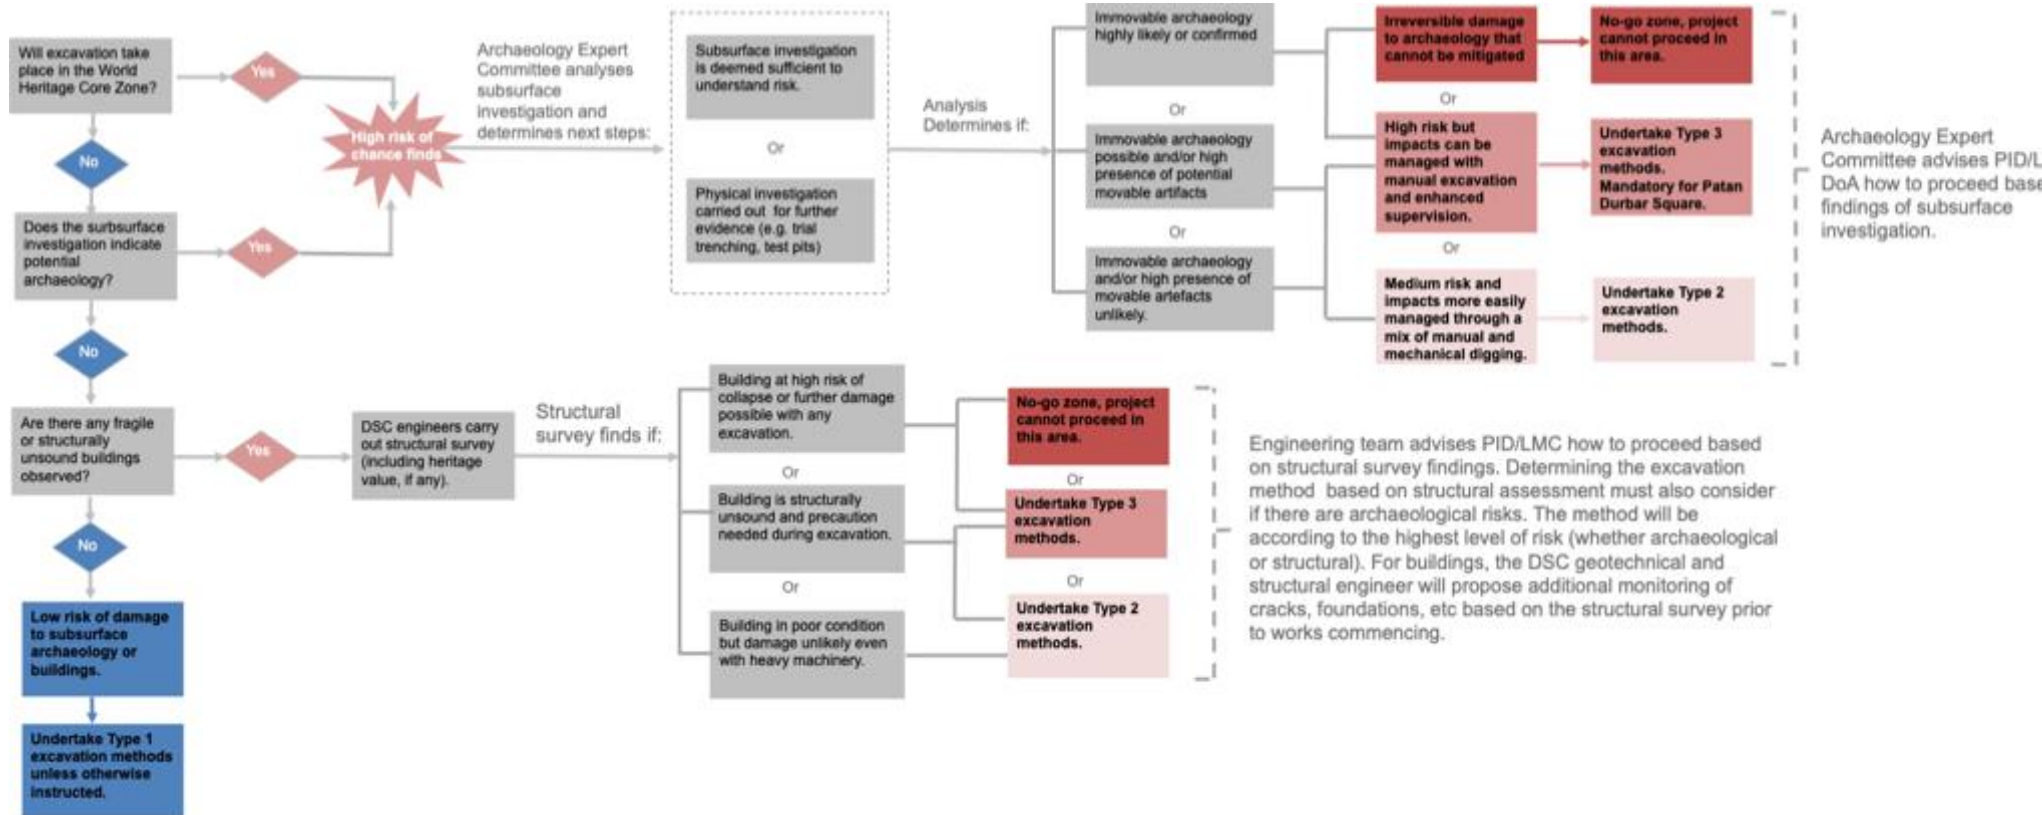 Will excavation take
place in the World
Heritage Core Zone?
Yes
No
Does the surbsurface
investigation indicate
potential
archaeology?
Yes
No
Are there any fragile
or structurally
unsound buildings
observed?
Yes
No
Low risk of damage
to subsurface
archaeology or
buildings.
Undertake Type 1
excavation methods
unless otherwise
instructed.
High risk of
chance finds
Archaeology Expert
Committee analyses
subsurface
investigation and
determines next steps:
Subsurface investigation
is deemed sufficient to
understand risk.
Or
Physical investigation
carried out for further
evidence (e.g. trial
trenching, test pits)
Analysis
Determines if:
Immovable archaeology
highly likely or confirmed
Or
Immovable archaeology
possible and/or high
presence of potential
movable artifacts
Or
Immovable archaeology
and/or high presence of
movable artefacts
unlikely.
Irreversible damage
to archaeology that
cannot be mitigated
Or
High risk but
impacts can be
managed with
manual excavation
and enhanced
supervision.
Or
Medium risk and
impacts more easily
managed through a
mix of manual and
mechanical digging.
No-go zone, project
cannot proceed in
this area.
Undertake Type 3
excavation
methods.
Mandatory for Patan
Durbar Square.
Undertake Type 2
excavation
methods.
Archaeology Expert
Committee advises PID/L
DoA how to proceed base
findings of subsurface
investigation.
DSC engineers carry
out structural survey
(including heritage
value, if any).
Structural
survey finds if:
Building at high risk of
collapse or further damage
possible with any
excavation.
Or
Building is structurally
unsound and precaution
needed during excavation.
Or
Building in poor condition
but damage unlikely even
with heavy machinery.
No-go zone, project
cannot proceed in
this area.
Or
Undertake Type 3
excavation
methods.
Or
Undertake Type 2
excavation
methods.
Engineering team advises PID/LMC how to proceed based
on structural survey findings. Determining the excavation
method based on structural assessment must also consider
if there are archaeological risks. The method will be
according to the highest level of risk (whether archaeological
or structural). For buildings, the DSC geotechnical and
structural engineer will propose additional monitoring of
cracks, foundations, etc based on the structural survey prior
to works commencing.